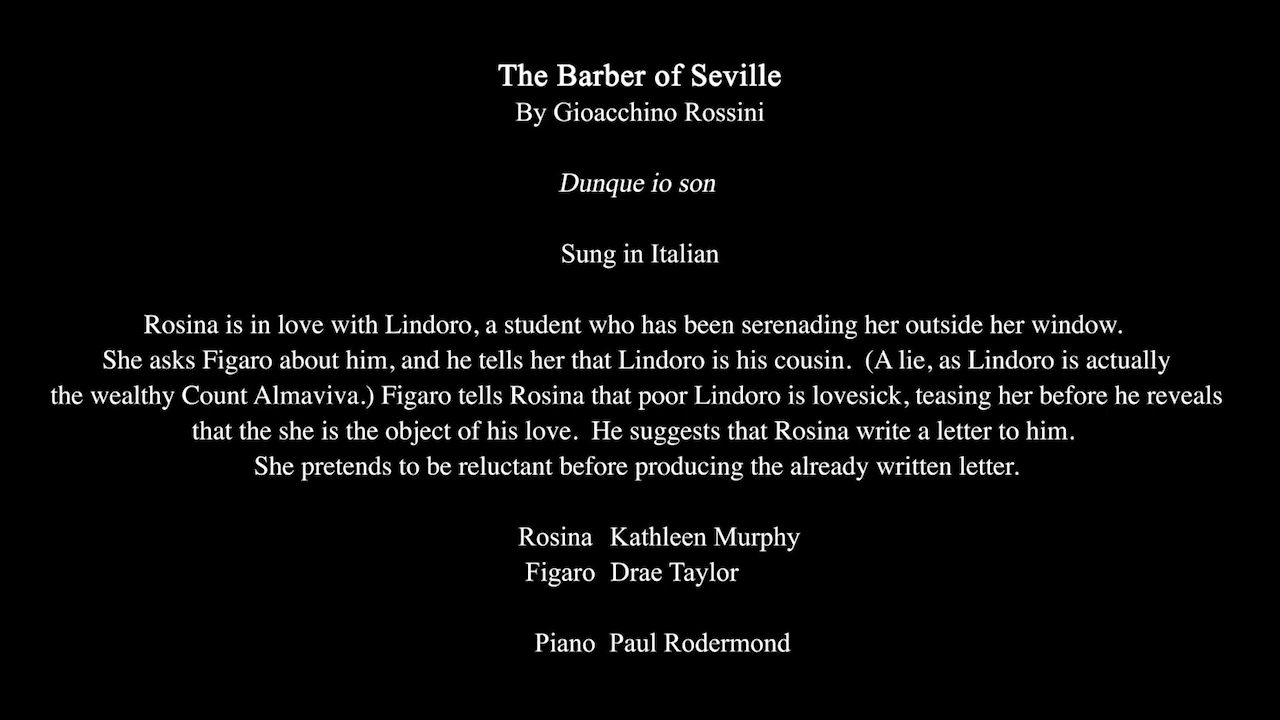 The Barber of Seville
By Gioacchino Rossini
Dunque io son
Sung in Italian
Rosina is in love with Lindoro, a student who has been serenading her outside her window.
She asks Figaro about him, and he tells her that Lindoro is his cousin.  (A lie, as Lindoro is actually
the wealthy Count Almaviva.) Figaro tells Rosina that poor Lindoro is lovesick, teasing her before he reveals
that the she is the object of his love.  He suggests that Rosina write a letter to him.
She pretends to be reluctant before producing the already written letter.
Rosina  Kathleen Murphy
Figaro  Drae Taylor
Piano  Paul Rodermond